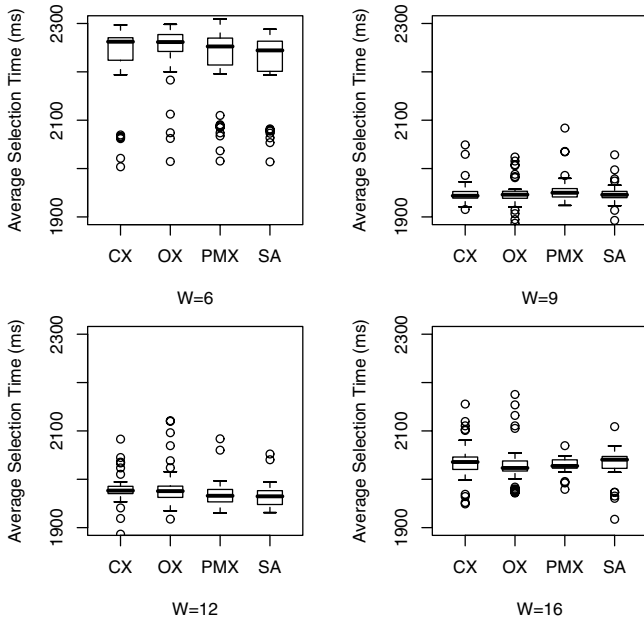 Average Selection Time (ms)
2300
2100
1900
CX OX PMX SA
W=6
Average Selection Time (ms)
2300
2100
1900
CX OX PMX SA
W=9
Average Selection Time (ms)
2300
2100
1900
CX OX PMX SA
W=12
Average Selection Time (ms)
2300
2100
1900
CX OX PMX SA
W=16